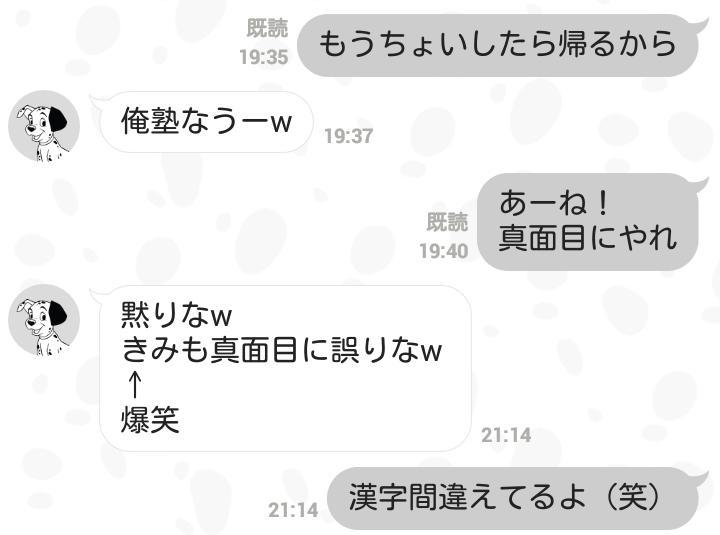 既読
19:35
もうちょいしたら帰るから
俺塾なうーw
19:37
既読
19:40
あーね！
真面目にやれ
黙りなw
きみも真面目に誤りなw
↑
爆笑
21:14
21:14
漢字間違えてるよ（笑）